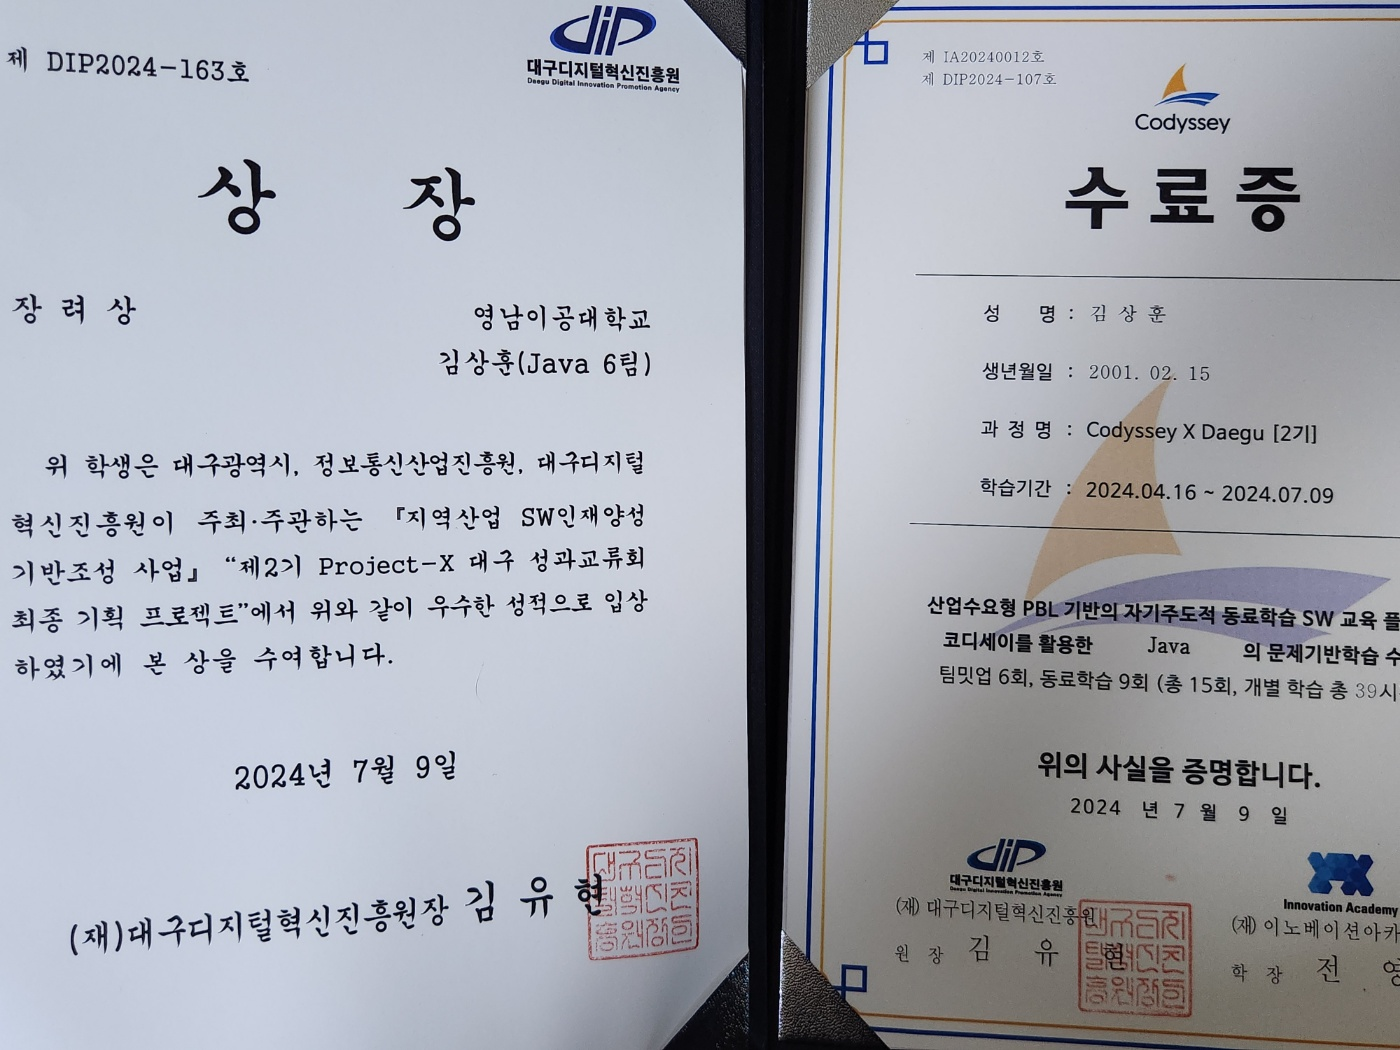 제 DIP2024-163호
dip
대구디지털혁신진흥원
Daegu Digital Innovation Promotion Agency
상 장
장 려 상
영남이공대학교
김상훈(Java 6팀)
위 학생은 대구광역시, 정보통신산업진흥원, 대구디지털
혁신진흥원이 주최·주관하는 『지역산업 SW인재양성
기반조성 사업』 “제2기 Project-X 대구 성과교류회
최종 기획 프로젝트”에서 위와 같이 우수한 성적으로 입상
하였기에 본 상을 수여합니다.
2024년 7월 9일
(재)대구디지털혁신진흥원장 김 유 현
제 IA20240012호
제 DIP2024-107호
Codyssey
수료증
성 명 : 김 상 훈
생년월일 : 2001. 02. 15
과 정 명 : Codyssey X Daegu [2기]
학습기간 : 2024.04.16 ~ 2024.07.09
산업수요형 PBL 기반의 자기주도적 동료학습 SW 교육 플
코디세이를 활용한 Java 의 문제기반학습 수
팀밋업 6회, 동료학습 9회 (총 15회, 개별 학습 총 39시
위의 사실을 증명합니다.
2024 년 7 월 9 일
dip
대구디지털혁신진흥원
Daegu Digital Innovation Promotion Agency
(재) 대구디지털혁신진흥원
원 장 김 유 현
Innovation Academy
(재) 이노베이션아카
학 장 전 영